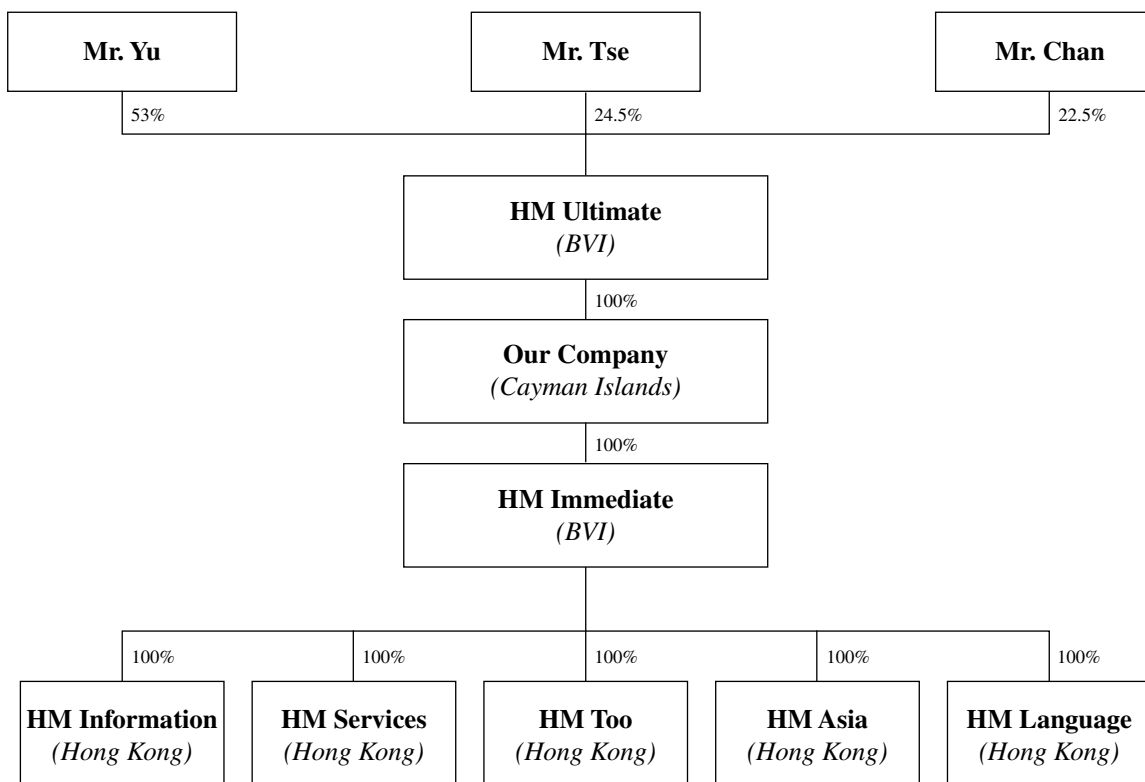 Mr. Yu
Mr. Tse
Mr. Chan
53%
24.5%
22.5%
HM Ultimate
(BVI)
100%
Our Company
(Cayman Islands)
100%
HM Immediate
(BVI)
100%
100%
100%
100%
100%
HM Information
(Hong Kong)
HM Services
(Hong Kong)
HM Too
(Hong Kong)
HM Asia
(Hong Kong)
HM Language
(Hong Kong)